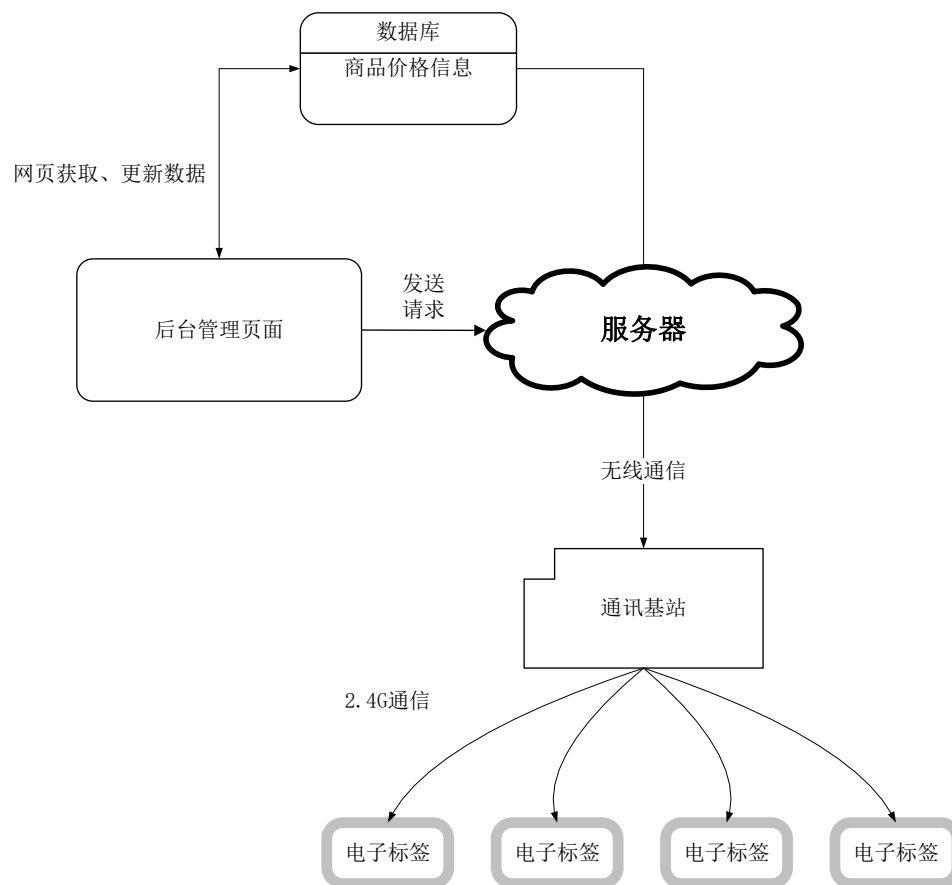 数据库
商品价格信息
网页获取、更新数据
发送
请求
后台管理页面
服务器
无线通信
通讯基站
2.4G通信
电子标签
电子标签
电子标签
电子标签